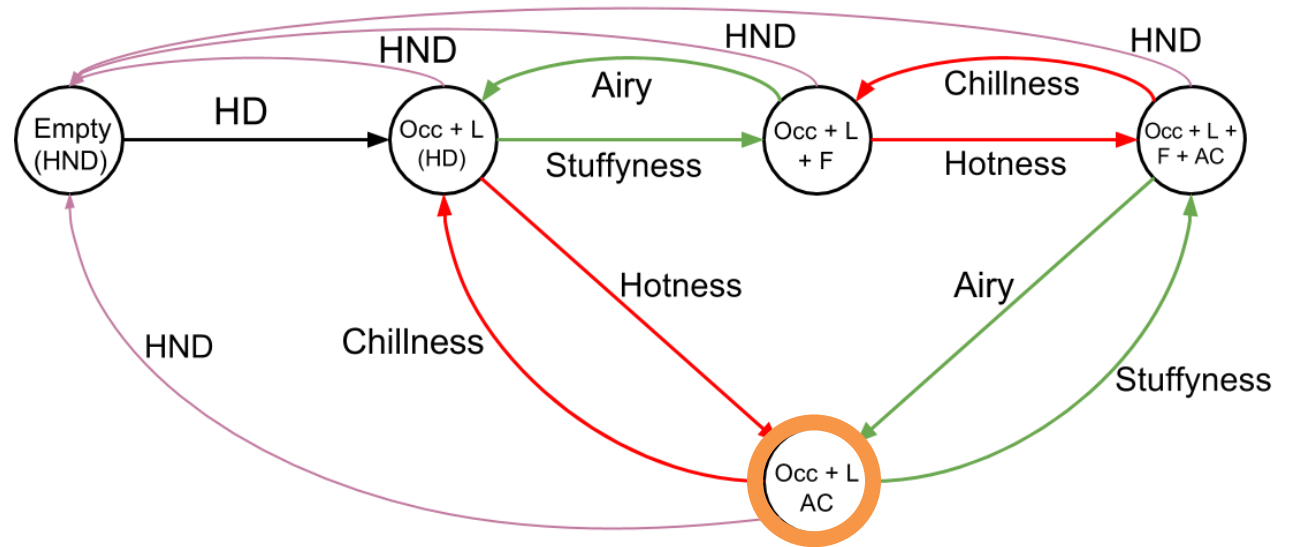 HND
HND
HND
Airy
Chillness
HD
Empty
(HND)
Occ + L
(HD)
Occ + L
+ F
Occ + L +
F + AC
Stuffyness
Hotness
Hotness
Airy
Chillness
HND
Stuffyness
Occ + L
AC